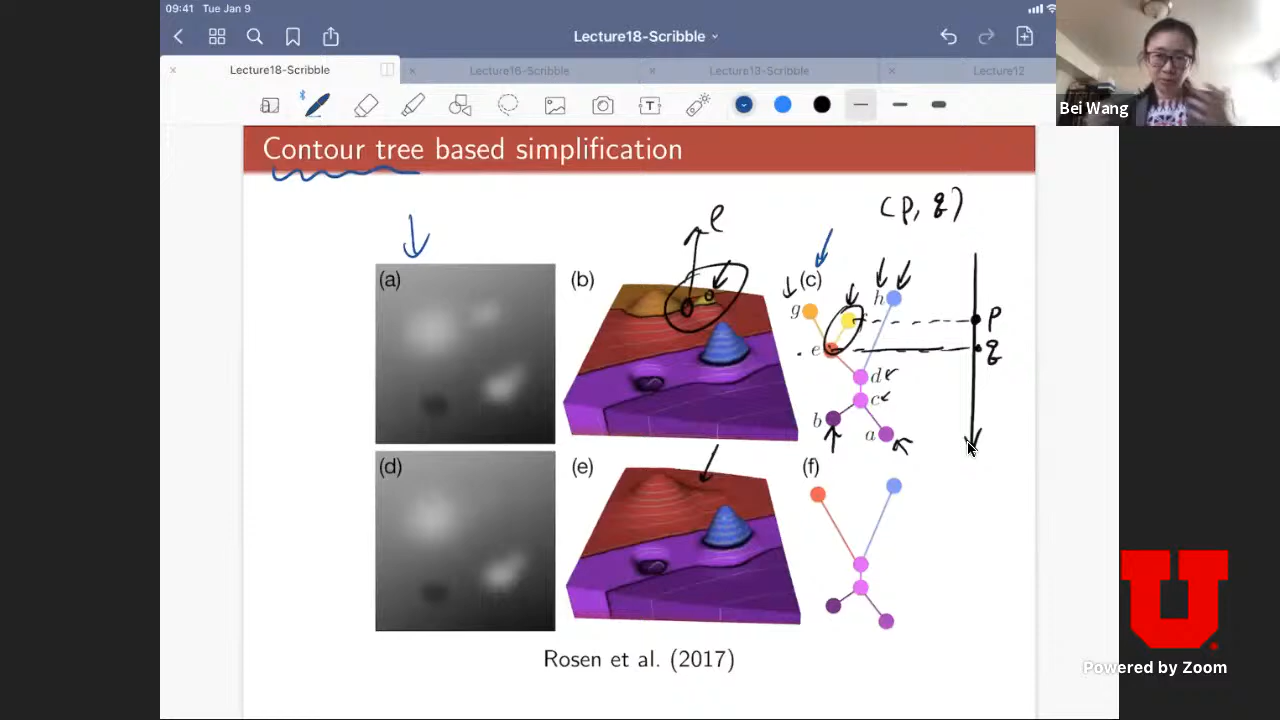 09:41 Tue Jan 9
Lecture18-Scribble
Lecture18-Scribble
Lecture16-Scribble
Lecture13-Scribble
Lecture12
Bei Wang
Contour tree based simplification
(p, q)
e
(a)
(b)
(c)
h
g
p
e
q
d
c
b
a
(d)
(e)
(f)
Rosen et al. (2017)
U
Powered by Zoom